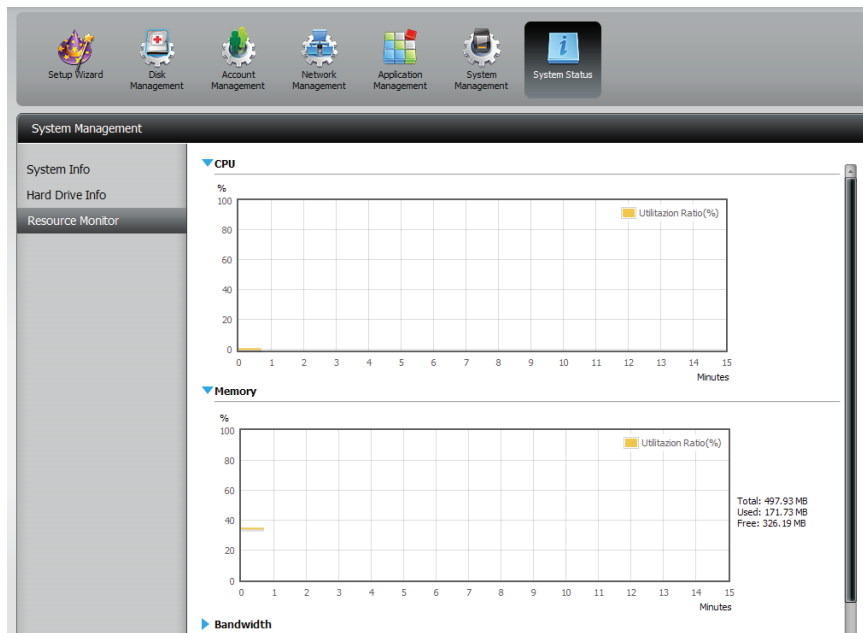 Setup Wizard
Disk Management
Account Management
Network Management
Application Management
System Management
System Status
System Management
System Info
Hard Drive Info
Resource Monitor
CPU
%
Utilitazion Ratio(%)
100
80
60
40
20
0
0 1 2 3 4 5 6 7 8 9 10 11 12 13 14 15
Minutes
Memory
%
Utilitazion Ratio(%)
100
80
60
40
20
0
Total: 497.93 MB
Used: 171.73 MB
Free: 326.19 MB
0 1 2 3 4 5 6 7 8 9 10 11 12 13 14 15
Minutes
Bandwidth